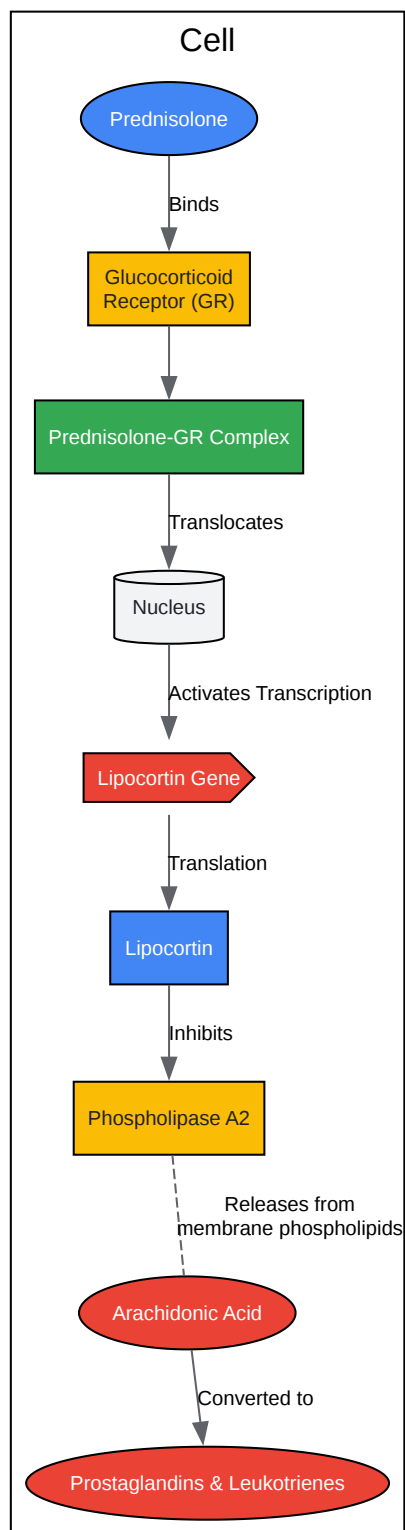 Cell
Prednisolone
Binds
Glucocorticoid
Receptor (GR)
Prednisolone-GR Complex
Translocates
Nucleus
Activates Transcription
Lipocortin Gene
Translation
Lipocortin
Inhibits
Phospholipase A2
Releases from
membrane phospholipids
Arachidonic Acid
Converted to
Prostaglandins & Leukotrienes